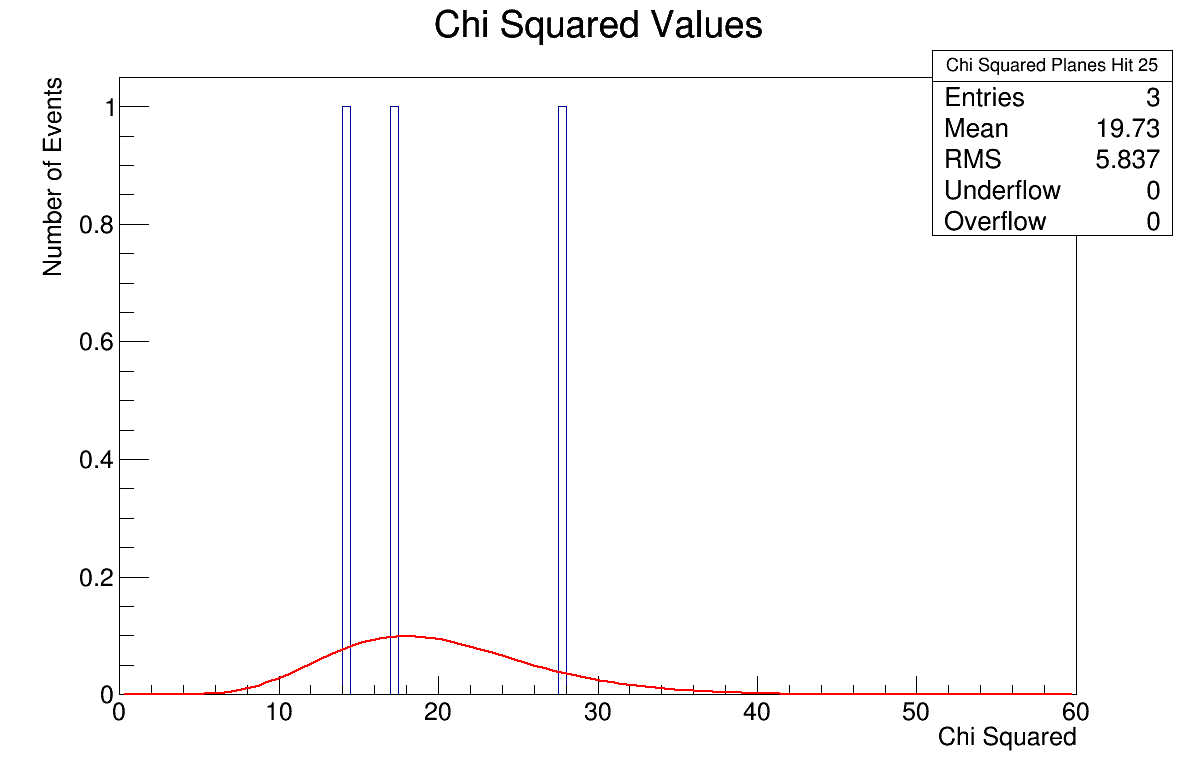 Chi Squared Values
Chi Squared Planes Hit 25
Entries 3
Mean 19.73
RMS 5.837
Underflow 0
Overflow 0
Number of Events
1
0.8
0.6
0.4
0.2
0
0 10 20 30 40 50 60
Chi Squared